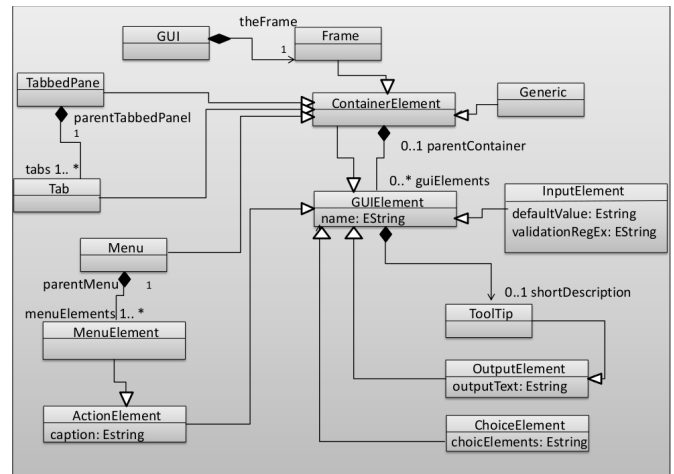 theFrame
GUI
Frame
1
TabbedPane
ContainerElement
Generic
parentTabbedPanel
1
0..1 parentContainer
tabs 1.. *
Tab
0..* guiElements
GUIElement
name: EString
InputElement
defaultValue: Estring
validationRegEx: EString
Menu
parentMenu
1
0..1 shortDescription
menuElements 1.. *
ToolTip
MenuElement
OutputElement
outputText: Estring
ActionElement
caption: Estring
ChoiceElement
choicElements: Estring